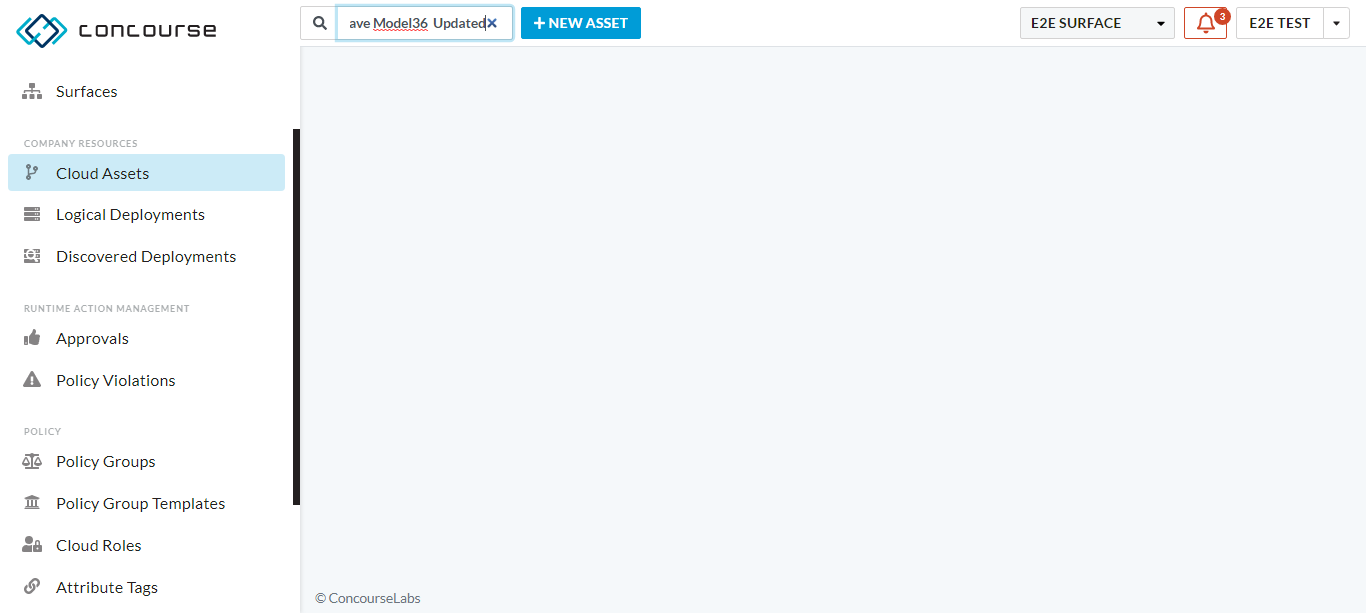 concourse
ave Model36 Updated
NEW ASSET
E2E SURFACE
3
E2E TEST
Surfaces
COMPANY RESOURCES
Cloud Assets
Logical Deployments
Discovered Deployments
RUNTIME ACTION MANAGEMENT
Approvals
Policy Violations
POLICY
Policy Groups
Policy Group Templates
Cloud Roles
Attribute Tags
© ConcourseLabs